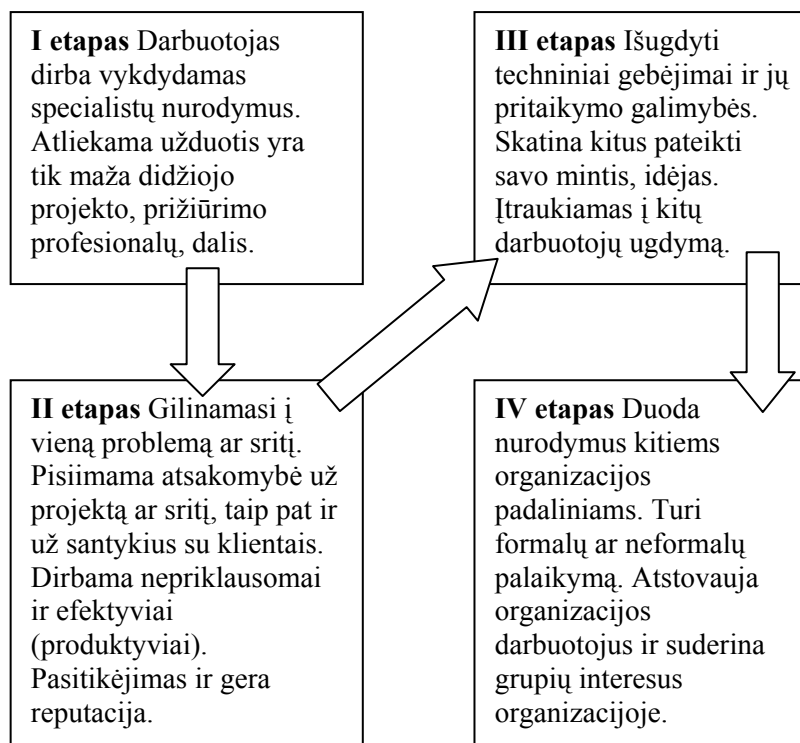 I etapas Darbuotojas
dirba vykdydamas
specialistų nurodymus.
Atliekama užduotis yra
tik maža didžiojo
projekto, prižiūrimo
profesionalų, dalis.
II etapas Gilinamasi į
vieną problemą ar sritį.
Pisiimama atsakomybė už
projektą ar sritį, taip pat ir
už santykius su klientais.
Dirbama nepriklausomai
ir efektyviai
(produktyviai).
Pasitikėjimas ir gera
reputacija.
III etapas Išugdyti
techniniai gebėjimai ir jų
pritaikymo galimybės.
Skatina kitus pateikti
savo mintis, idėjas.
Įtraukiamas į kitų
darbuotojų ugdymą.
IV etapas Duoda
nurodymus kitiems
organizacijos
padaliniams. Turi
formalų ar neformalų
palaikymą. Atstovauja
organizacijos
darbuotojus ir suderina
grupių interesus
organizacijoje.